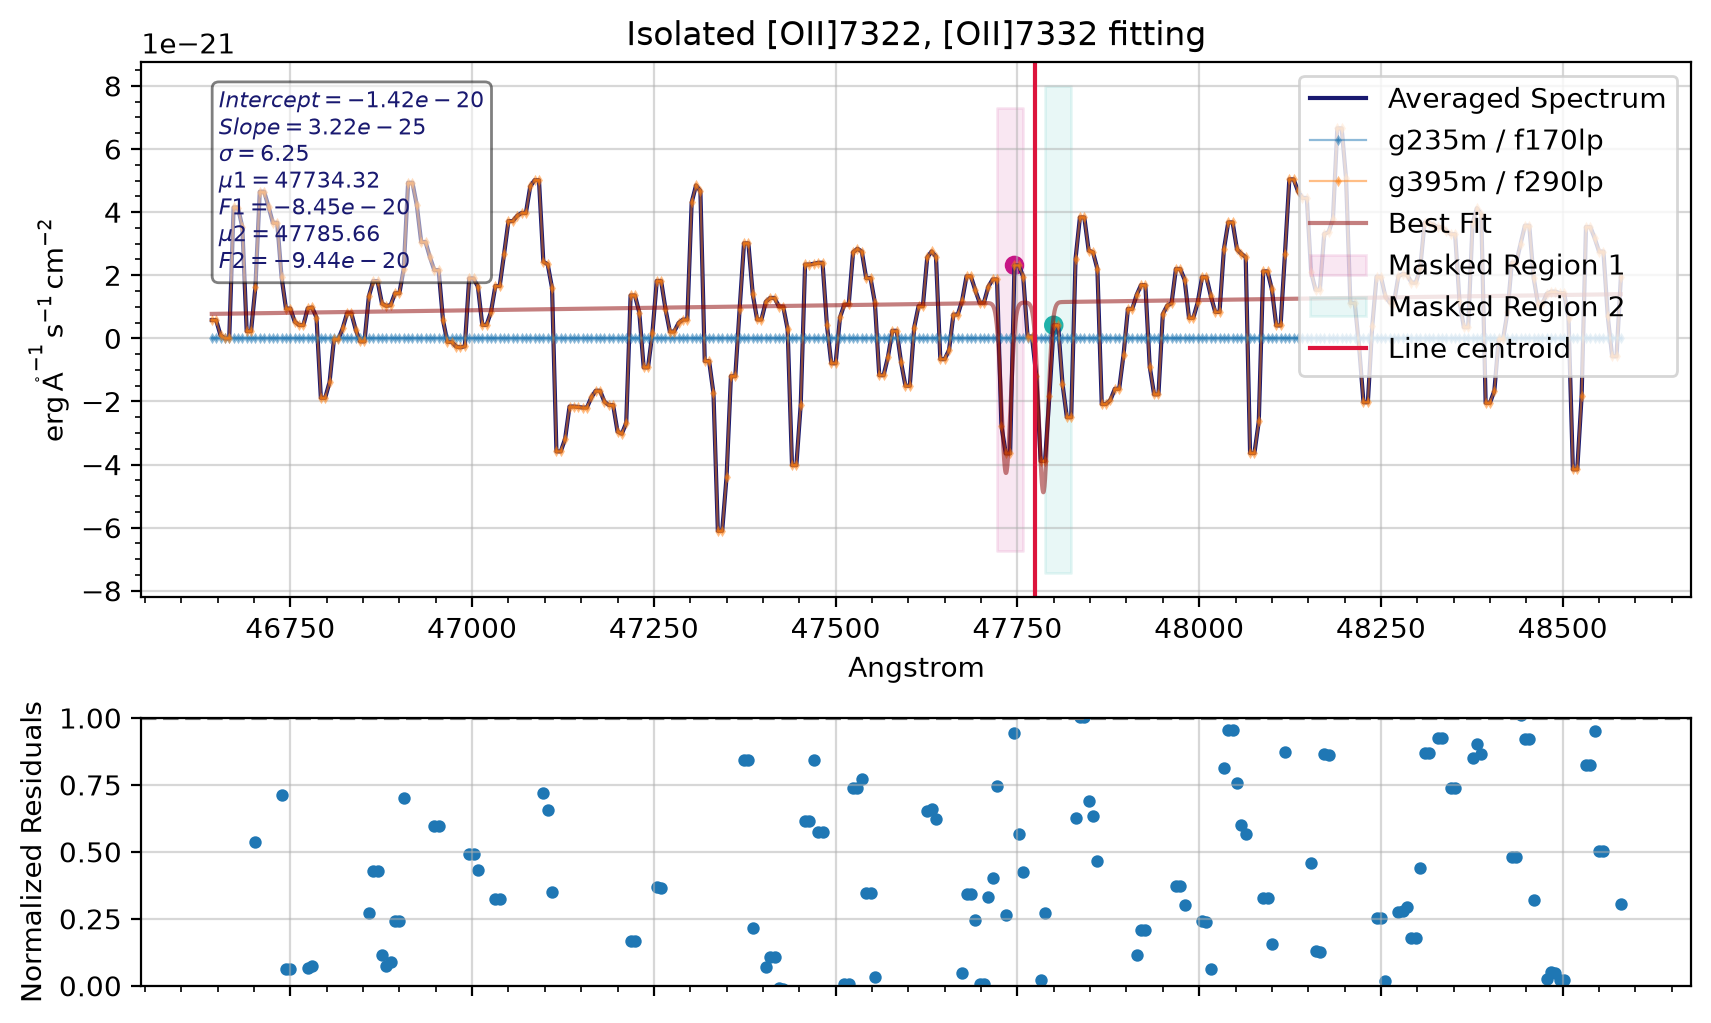 Isolated [OII]7322, [OII]7332 fitting
1e−21
Intercept = −1.42e − 20
Slope = 3.22e − 25
σ = 6.25
μ1 = 47734.32
F1 = −8.45e − 20
μ2 = 47785.66
F2 = −9.44e − 20
Averaged Spectrum
g235m / f170lp
g395m / f290lp
Best Fit
Masked Region 1
Masked Region 2
Line centroid
8
6
4
2
0
−2
−4
−6
−8
erg Å⁻¹ s⁻¹ cm⁻²
46750 47000 47250 47500 47750 48000 48250 48500
Angstrom
1.00
0.75
0.50
0.25
0.00
Normalized Residuals